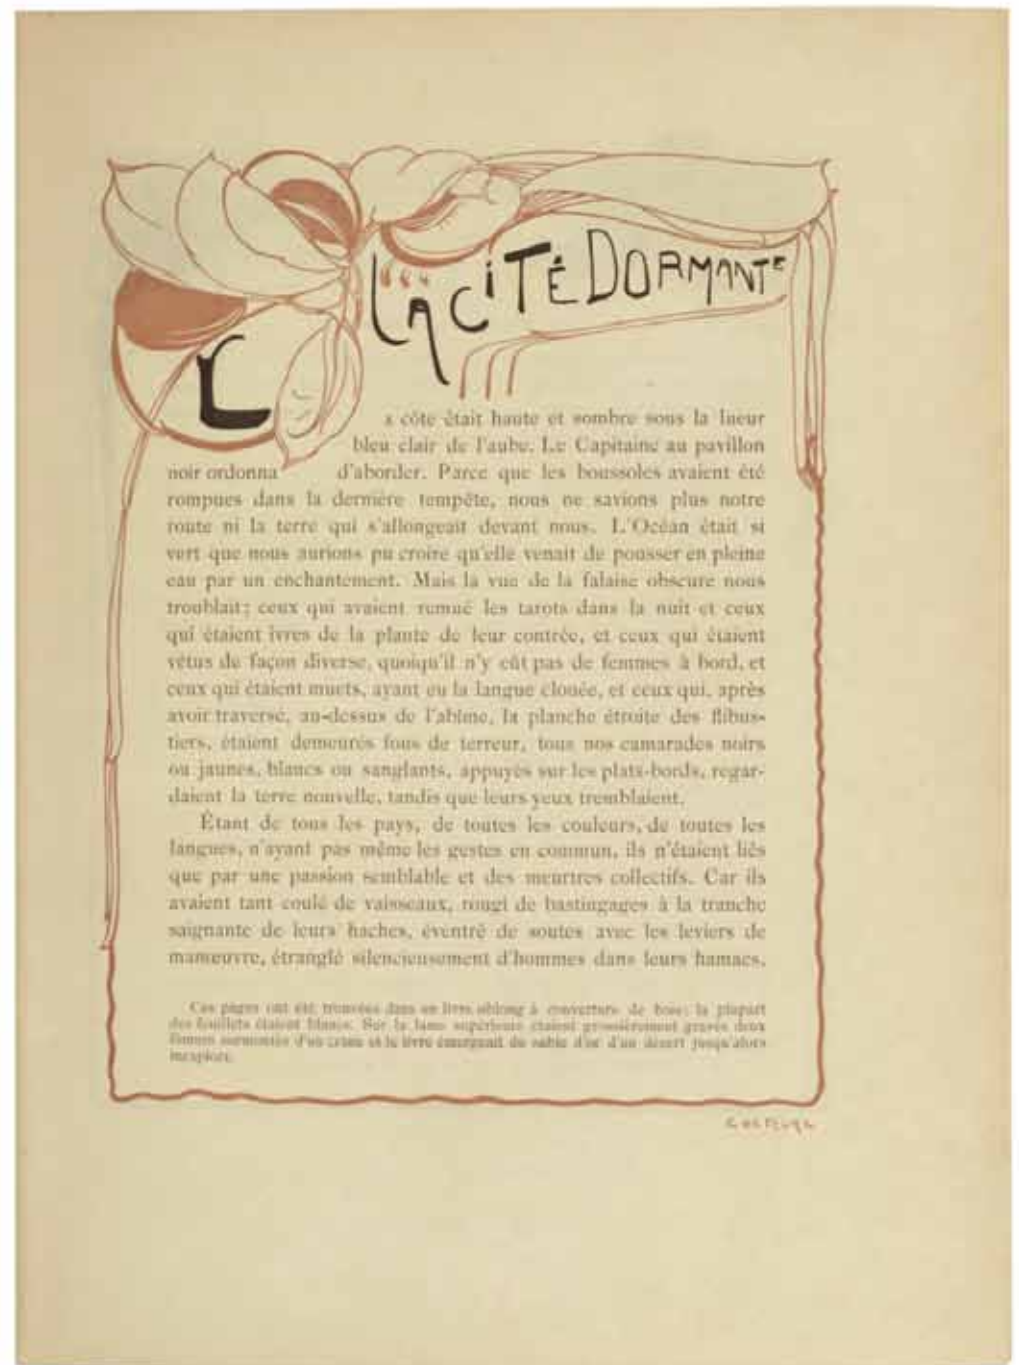 LA CITÉ DORMANTE
L
a côte était haute et sombre sous la lueur
bleu clair de l'aube. Le Capitaine au pavillon
noir ordonna d'aborder. Parce que les boussoles avaient été
rompues dans la dernière tempête, nous ne savions plus notre
route ni la terre qui s'allongeait devant nous. L'Océan était si
vert que nous aurions pu croire qu'elle venait de pousser en pleine
eau par un enchantement. Mais la vue de la falaise obscure nous
troublait; ceux qui avaient remué les tarots dans la nuit et ceux
qui étaient ivres de la plante de leur contrée, et ceux qui étaient
vêtus de façon diverse, quoiqu'il n'y eût pas de femmes à bord, et
ceux qui étaient muets, ayant eu la langue clouée, et ceux qui, après
avoir traversé, au-dessus de l'abîme, la planche étroite des flibus-
tiers, étaient demeurés fous de terreur, tous nos camarades noirs
ou jaunes, blancs ou sanglants, appuyés sur les plats-bords, regar-
daient la terre nouvelle, tandis que leurs yeux tremblaient.
Étant de tous les pays, de toutes les couleurs, de toutes les
langues, n'ayant pas même les gestes en commun, ils n'étaient liés
que par une passion semblable et des meurtres collectifs. Car ils
avaient tant coulé de vaisseaux, rougi de bastingages à la tranche
saignante de leurs haches, éventré de soutes avec les leviers de
manœuvre, étranglé silencieusement d'hommes dans leurs hamacs,
Ces pages ont été trouvées dans un livre oblong à couverture de bois; la plupart
des feuillets étaient blancs. Sur la lame supérieure étaient grossièrement gravés deux
fémurs surmontés d'un crâne et le livre émergeait du sable d'or d'un désert jusqu'alors
inexploré.